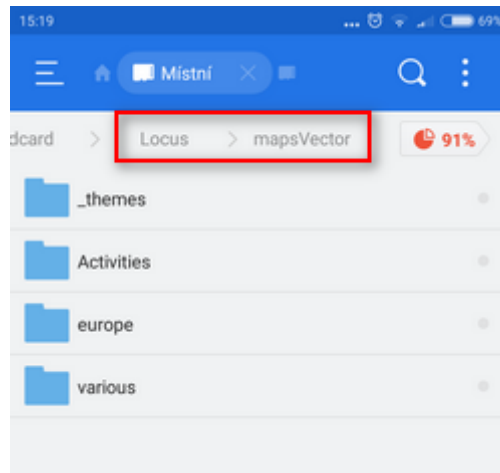 15:19 ... 69%
Místní
dcard > Locus > mapsVector 91%
_themes
Activities
europe
various